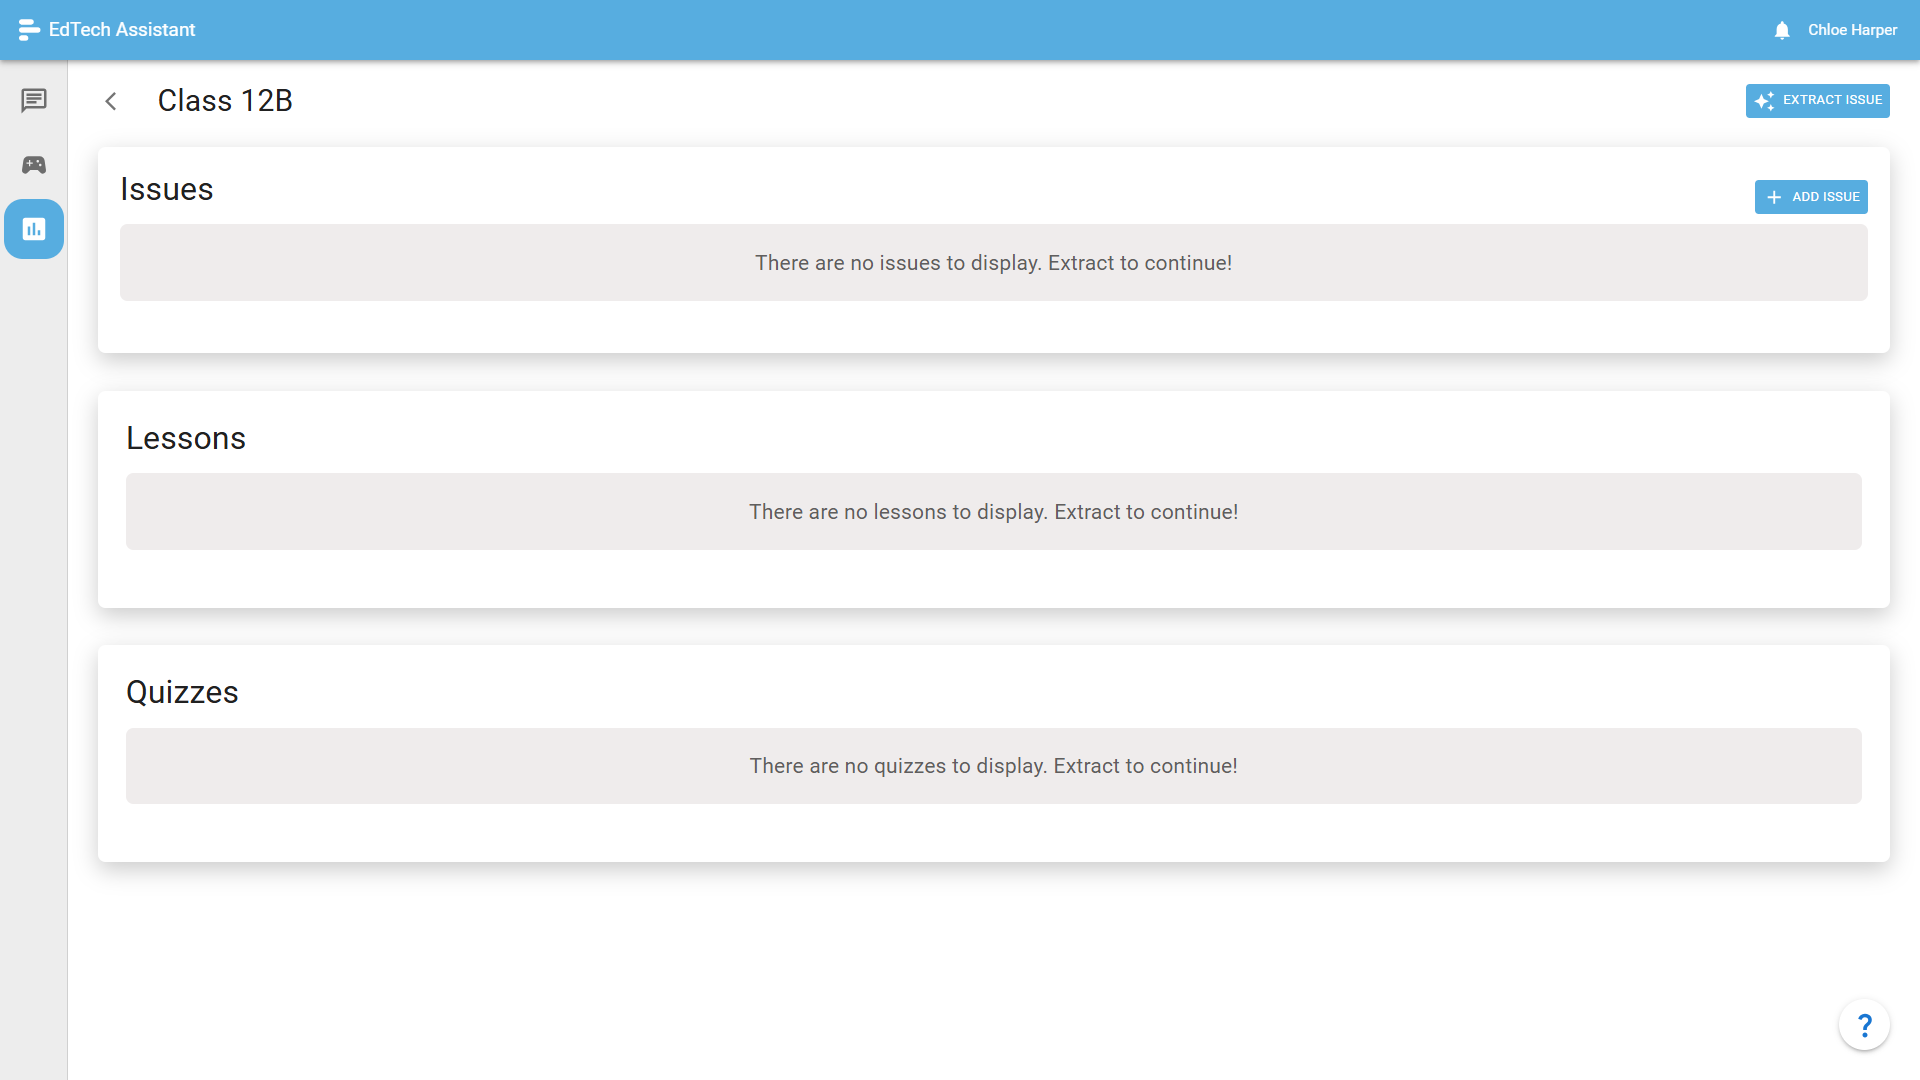 EdTech Assistant
Chloe Harper
Class 12B
EXTRACT ISSUE
Issues
ADD ISSUE
There are no issues to display. Extract to continue!
Lessons
There are no lessons to display. Extract to continue!
Quizzes
There are no quizzes to display. Extract to continue!
?